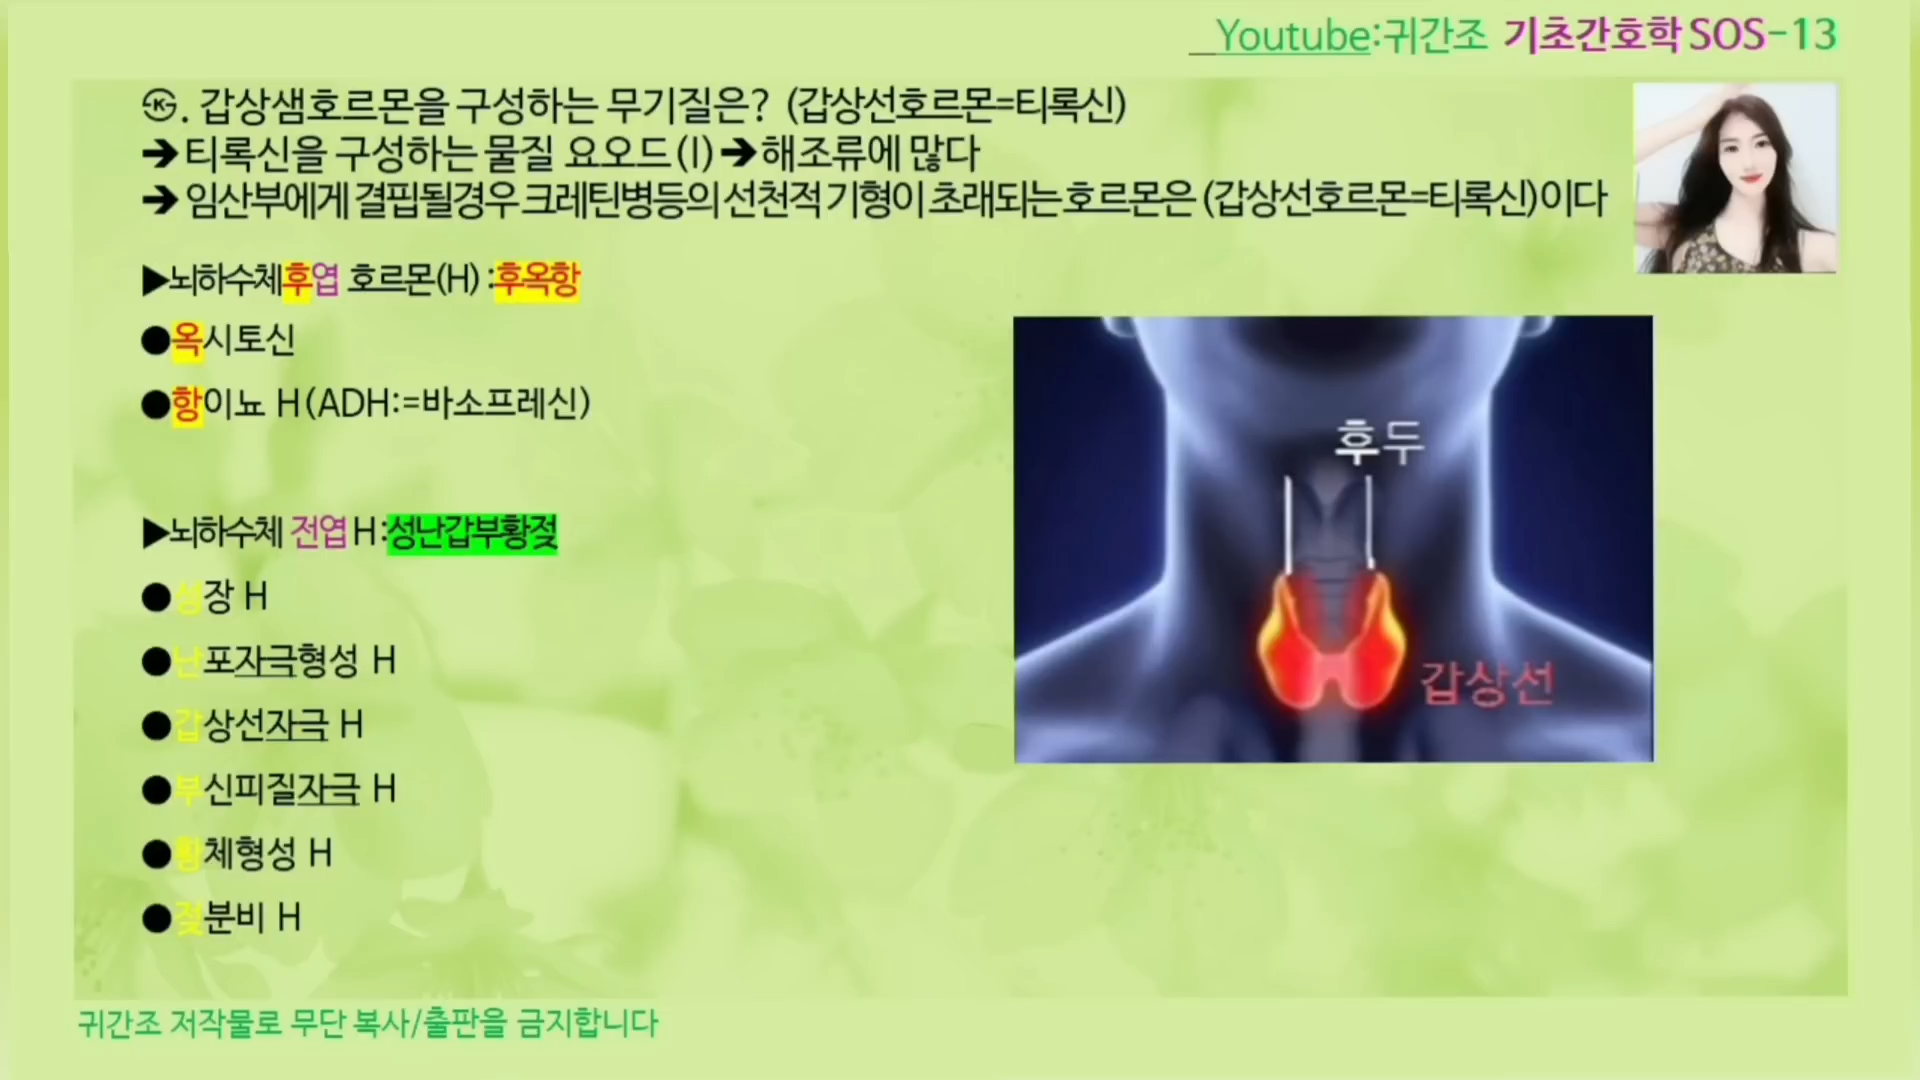 Youtube:귀간조 기초간호학 SOS-13
㉿. 갑상샘호르몬을 구성하는 무기질은? (갑상선호르몬=티록신)
➔티록신을 구성하는 물질 요오드(I)➔해조류에 많다
➔ 임산부에게 결핍될경우 크레틴병등의 선천적 기형이 초래되는 호르몬은 (갑상선호르몬=티록신)이다
▶뇌하수체후엽 호르몬(H) :후옥항
●옥시토신
●항이뇨 H(ADH:=바소프레신)
▶뇌하수체 전엽 H:성난갑부황젖
●성장 H
●난포자극형성 H
●갑상선자극 H
●부신피질자극 H
●황체형성 H
●젖분비 H
후두
갑상선
귀간조 저작물로 무단 복사/출판을 금지합니다